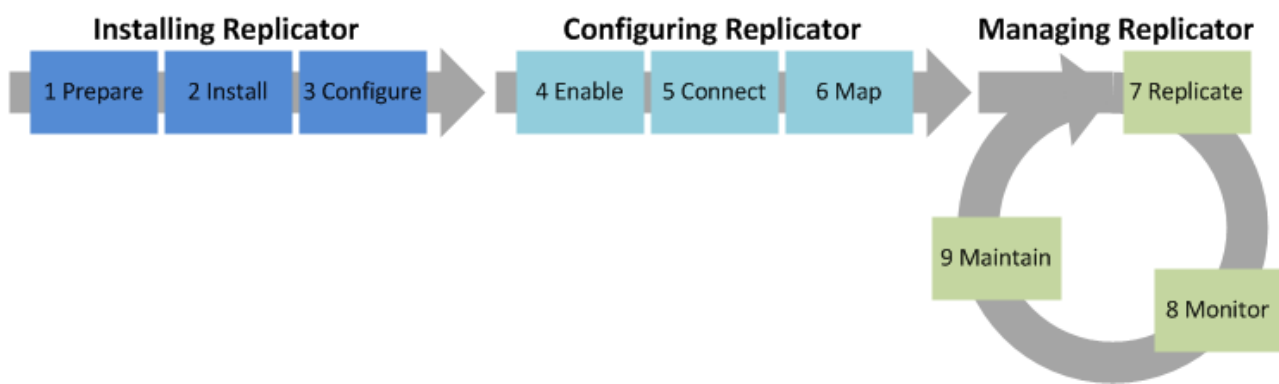 Installing Replicator
Configuring Replicator
Managing Replicator
1 Prepare
2 Install
3 Configure
4 Enable
5 Connect
6 Map
7 Replicate
9 Maintain
8 Monitor